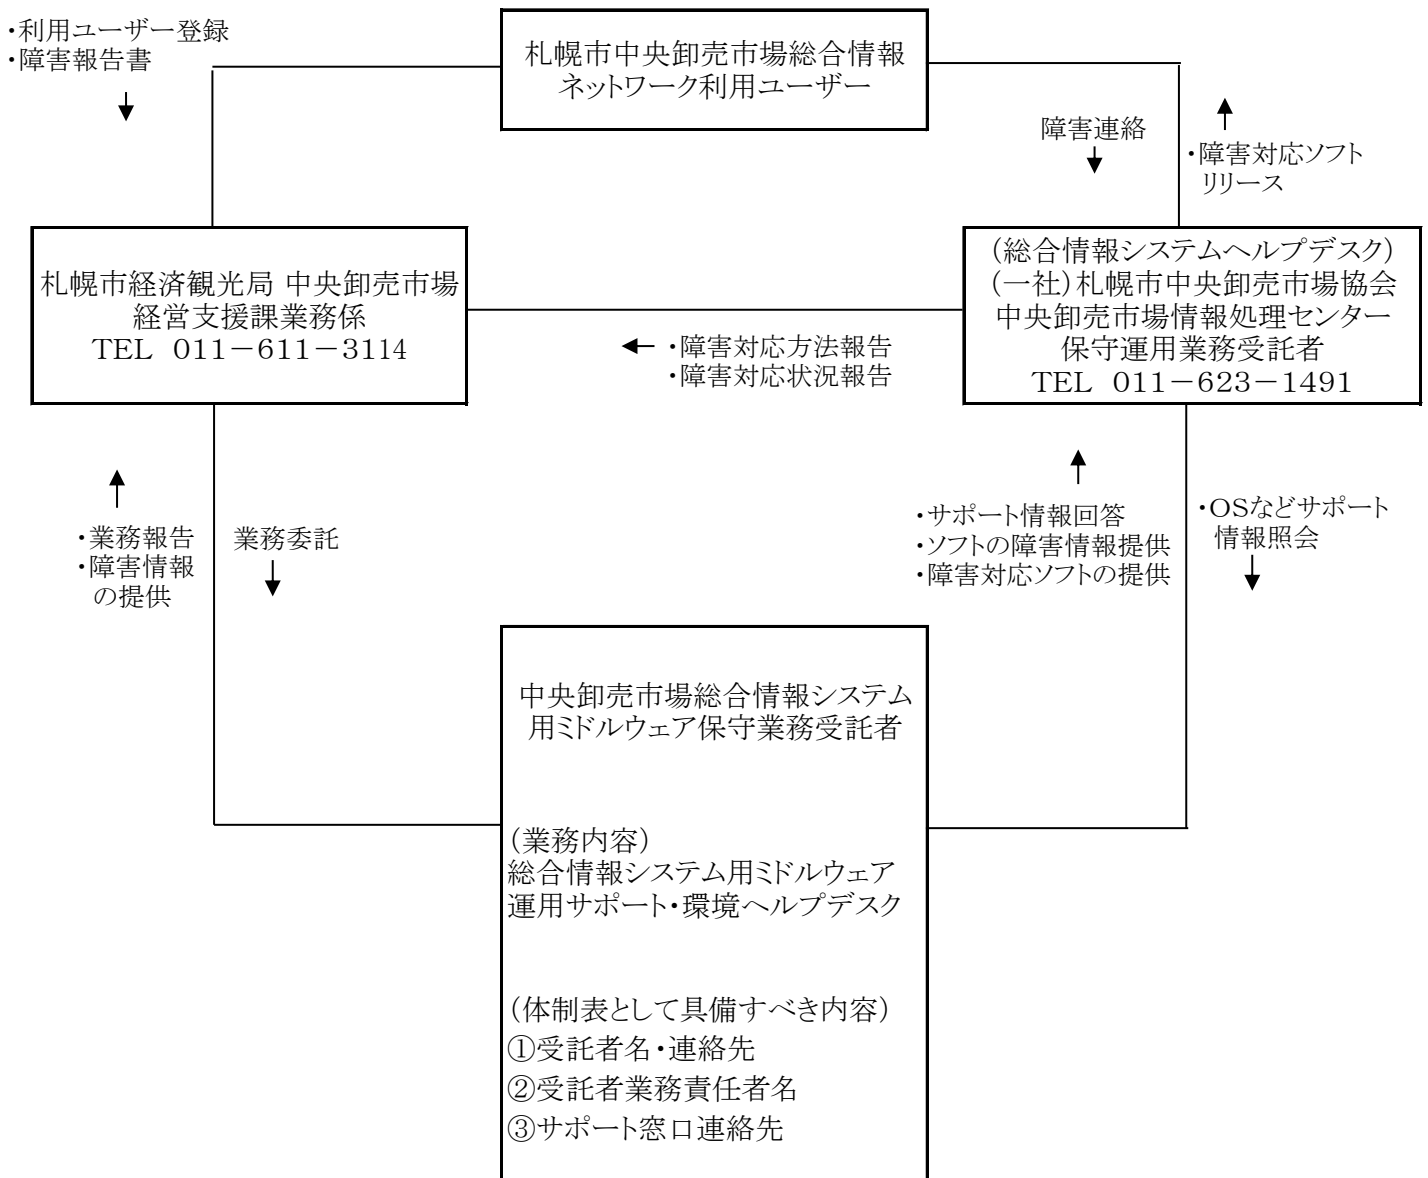 ・利用ユーザー登録
・障害報告書
札幌市中央卸売市場総合情報
ネットワーク利用ユーザー
障害連絡
・障害対応ソフト
リリース
札幌市経済観光局 中央卸売市場
経営支援課業務係
TEL 011－611－3114
(総合情報システムヘルプデスク)
(一社)札幌市中央卸売市場協会
中央卸売市場情報処理センター
保守運用業務受託者
TEL 011－623－1491
・障害対応方法報告
・障害対応状況報告
・業務報告
・障害情報
の提供
業務委託
・サポート情報回答
・ソフトの障害情報提供
・障害対応ソフトの提供
・OSなどサポート
情報照会
中央卸売市場総合情報システム
用ミドルウェア保守業務受託者
(業務内容)
総合情報システム用ミドルウェア
運用サポート・環境ヘルプデスク
(体制表として具備すべき内容)
①受託者名・連絡先
②受託者業務責任者名
③サポート窓口連絡先